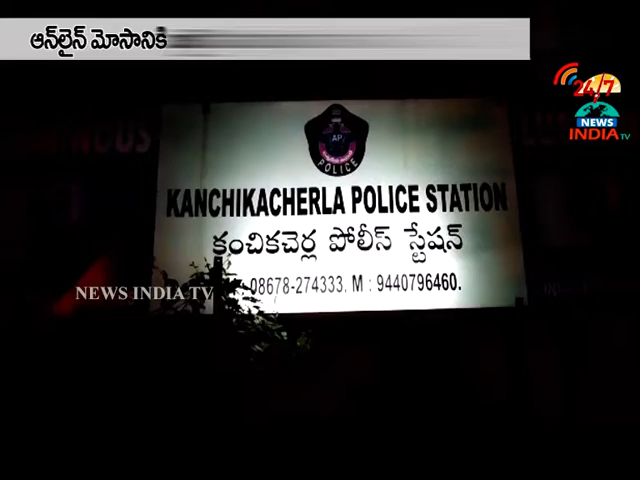 ఆన్‌లైన్ మోసానికి
24/7
NEWS
INDIA TV
AP
POLICE
KANCHIKACHERLA POLICE STATION
కంచికచెర్ల పోలీస్ స్టేషన్
08678-274333. M : 9440796460.
NEWS INDIA TV